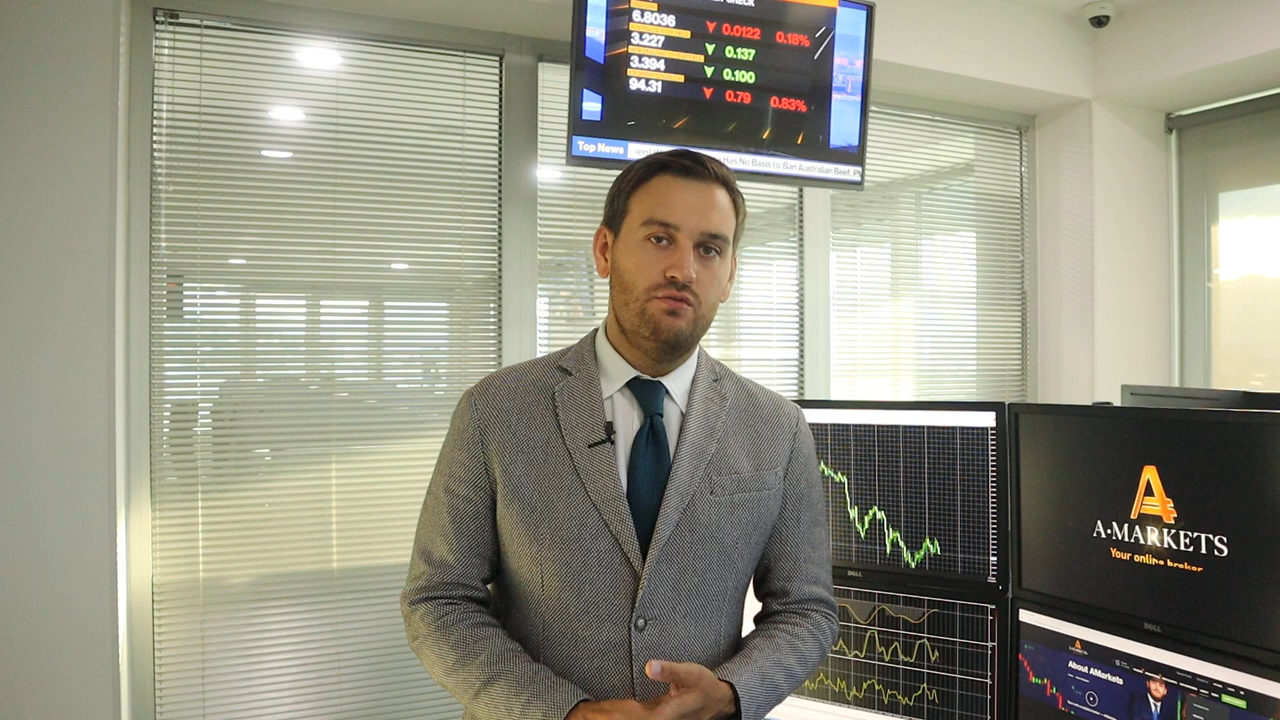 CHECK
6.8036 0.0122 0.18%
3.227 0.137
3.394 0.100
94.31 0.79 0.83%
Top News Has No Basis to Ban Australian Beef,
A
A·MARKETS
Your online broker
DELL
DELL
About AMarkets